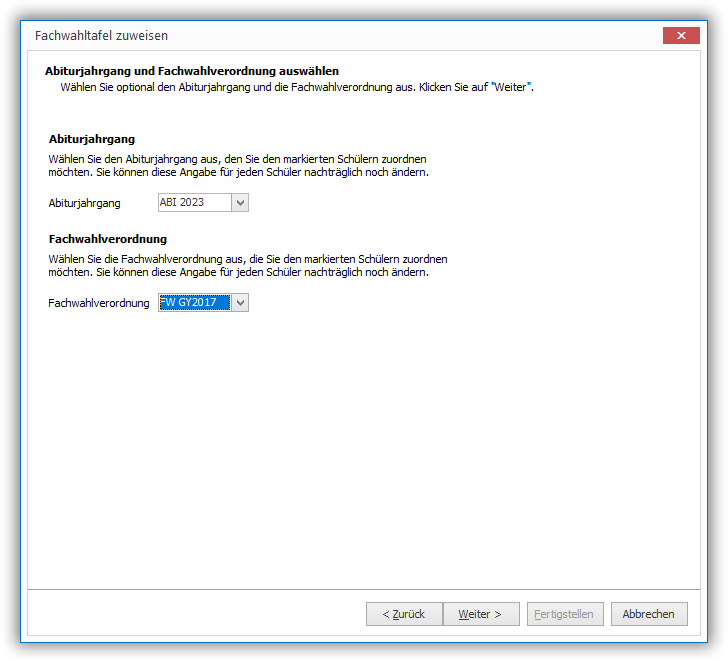 Fachwahltafel zuweisen
Abiturjahrgang und Fachwahlverordnung auswählen
Wählen Sie optional den Abiturjahrgang und die Fachwahlverordnung aus. Klicken Sie auf "Weiter".
Abiturjahrgang
Wählen Sie den Abiturjahrgang aus, den Sie den markierten Schülern zuordnen
möchten. Sie können diese Angabe für jeden Schüler nachträglich noch ändern.
Abiturjahrgang ABI 2023
Fachwahlverordnung
Wählen Sie die Fachwahlverordnung aus, die Sie den markierten Schülern zuordnen
möchten. Sie können diese Angabe für jeden Schüler nachträglich noch ändern.
Fachwahlverordnung FW GY2017
< Zurück Weiter > Fertigstellen Abbrechen